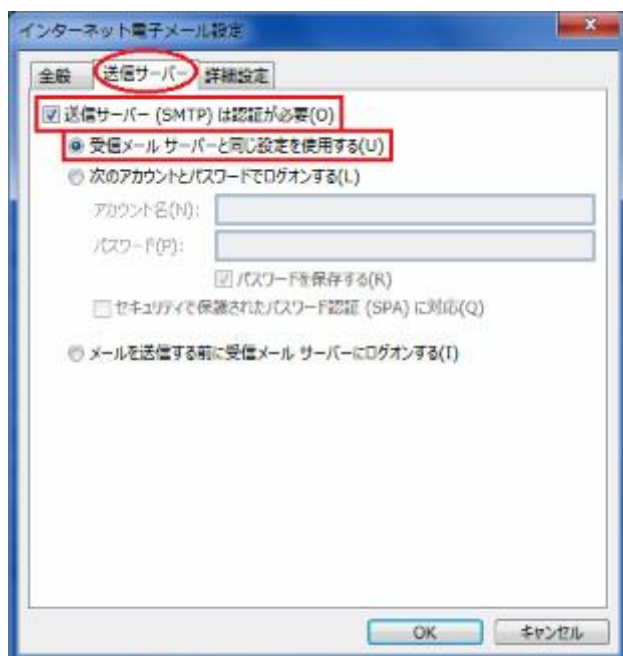 インターネット電子メール設定
全般 送信サーバー 詳細設定
送信サーバー (SMTP) は認証が必要(O)
受信メール サーバーと同じ設定を使用する(U)
次のアカウントとパスワードでログオンする(L)
アカウント名(N):
パスワード(P):
パスワードを保存する(R)
セキュリティで保護されたパスワード認証 (SPA) に対応(Q)
メールを送信する前に受信メール サーバーにログオンする(I)
OK キャンセル